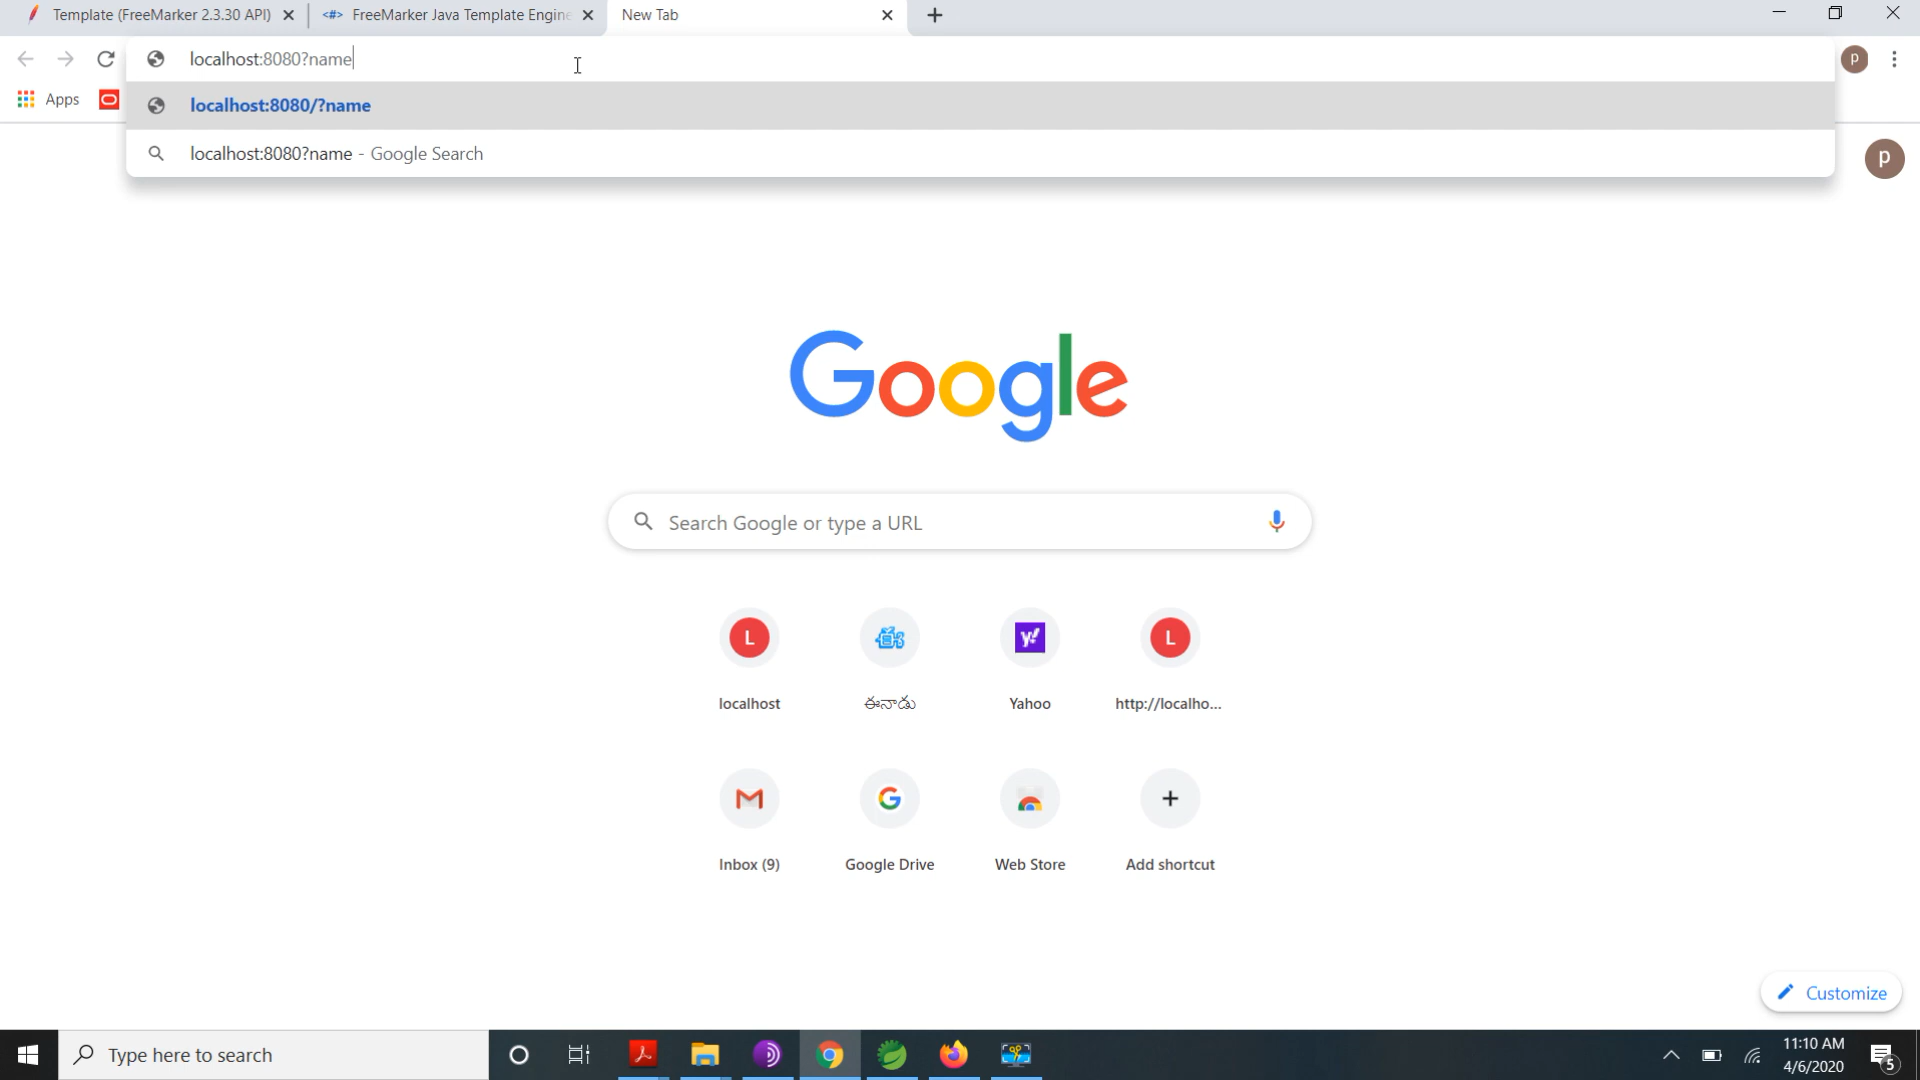 Template (FreeMarker 2.3.30 API)
FreeMarker Java Template Engine
New Tab
localhost:8080?name
p
Apps
localhost:8080/?name
localhost:8080?name - Google Search
p
Google
Search Google or type a URL
L
y!
L
localhost
ఈనాడు
Yahoo
http://localho...
Inbox (9)
Google Drive
Web Store
Add shortcut
Customize
Type here to search
11:10 AM
4/6/2020
5